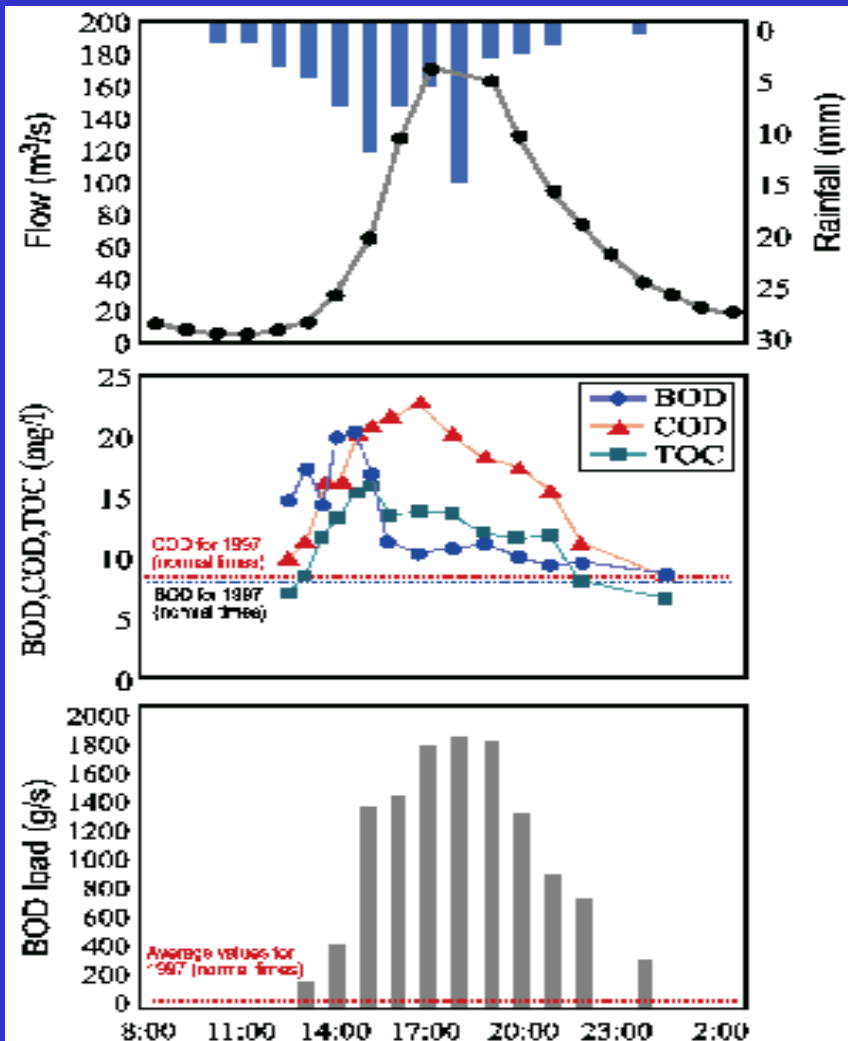 200
180
160
140
120
100
80
60
40
20
0
Flow (m³/s)
0
5
10
15
20
25
30
Rainfall (mm)
25
20
15
10
5
0
BOD,COD,TOC (mg/l)
BOD
COD
TOC
COD for 1997
(normal times)
BOD for 1997
(normal times)
2000
1800
1600
1400
1200
1000
800
600
400
200
0
BOD load (g/s)
Average values for
1997 (normal times)
8:00 11:00 14:00 17:00 20:00 23:00 2:00